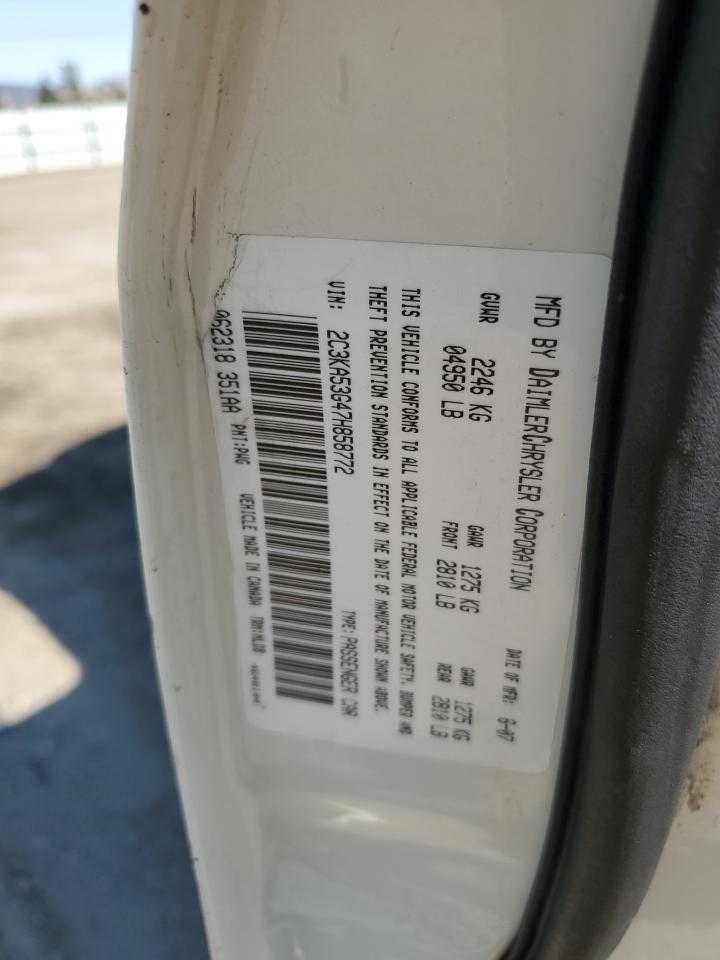 MFD BY DAIMLERCHRYSLER CORPORATION DATE OF MFR: 6-07
GVWR 2246 KG GAWR 1275 KG GAWR 1275 KG
04950 LB FRONT 2810 LB REAR 2810 LB
THIS VEHICLE CONFORMS TO ALL APPLICABLE FEDERAL MOTOR VEHICLE SAFETY, BUMPER AND
THEFT PREVENTION STANDARDS IN EFFECT ON THE DATE OF MANUFACTURE SHOWN ABOVE.
VIN: 2C3KA53G47H858772 TYPE: PASSENGER CAR
062318 351AA PNT:PWG VEHICLE MADE IN CANADA TRM:MLDB